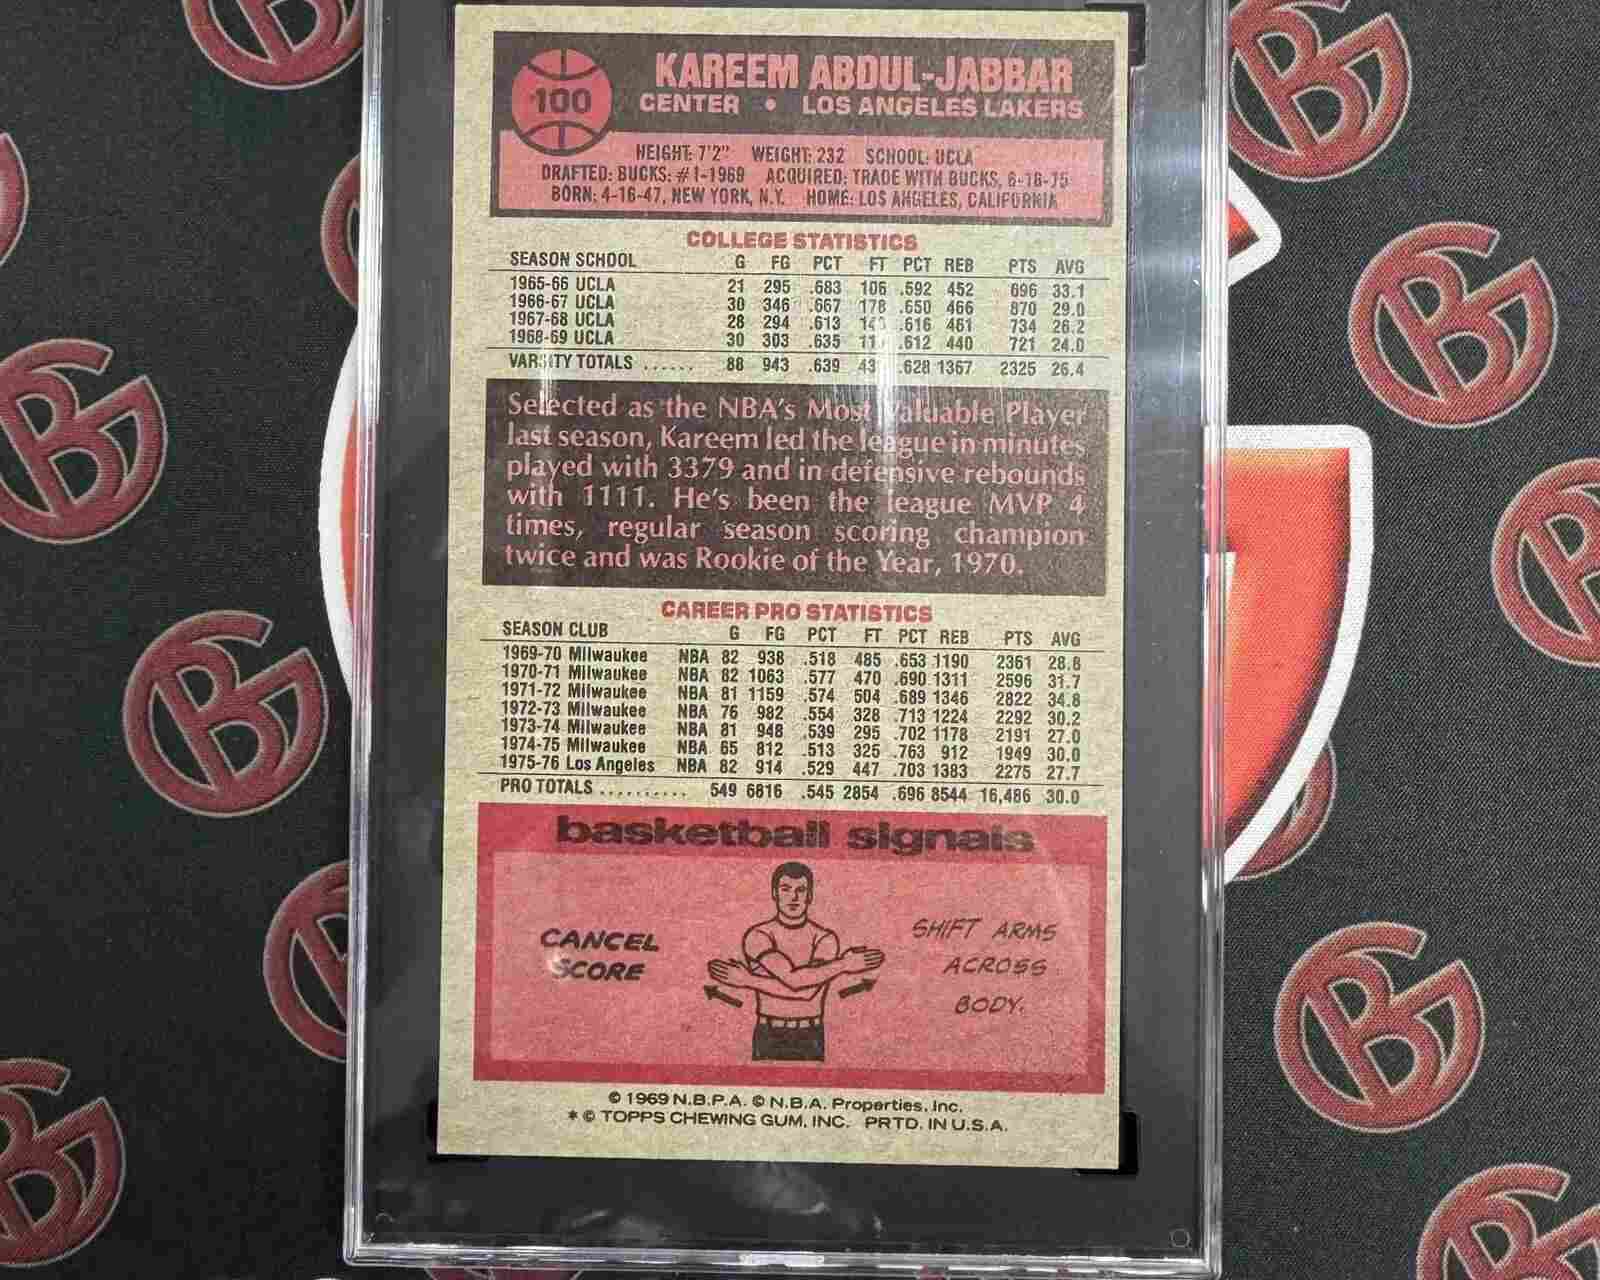 100
KAREEM ABDUL-JABBAR
CENTER • LOS ANGELES LAKERS
HEIGHT: 7'2" WEIGHT: 232 SCHOOL: UCLA
DRAFTED: BUCKS: #1-1969 ACQUIRED: TRADE WITH BUCKS, 6-16-75
BORN: 4-16-47, NEW YORK, N.Y. HOME: LOS ANGELES, CALIFORNIA
COLLEGE STATISTICS
SEASON SCHOOL G FG PCT FT PCT REB PTS AVG
1965-66 UCLA 21 295 .683 106 .592 452 696 33.1
1966-67 UCLA 30 346 .667 178 .650 466 870 29.0
1967-68 UCLA 28 294 .613 .616 461 734 26.2
1968-69 UCLA 30 303 .635 .612 440 721 24.0
VARSITY TOTALS ...... 88 943 .639 .628 1367 2325 26.4
Selected as the NBA's Most Valuable Player
last season, Kareem led the league in minutes
played with 3379 and in defensive rebounds
with 1111. He's been the league MVP 4
times, regular season scoring champion
twice and was Rookie of the Year, 1970.
CAREER PRO STATISTICS
SEASON CLUB G FG PCT FT PCT REB PTS AVG
1969-70 Milwaukee NBA 82 938 .518 485 .653 1190 2361 28.8
1970-71 Milwaukee NBA 82 1063 .577 470 .690 1311 2596 31.7
1971-72 Milwaukee NBA 81 1159 .574 504 .689 1346 2822 34.8
1972-73 Milwaukee NBA 76 982 .554 328 .713 1224 2292 30.2
1973-74 Milwaukee NBA 81 948 .539 295 .702 1178 2191 27.0
1974-75 Milwaukee NBA 65 812 .513 325 .763 912 1949 30.0
1975-76 Los Angeles NBA 82 914 .529 447 .703 1383 2275 27.7
PRO TOTALS .......... 549 6816 .545 2854 .696 8544 16,486 30.0
basketball signals
CANCEL
SCORE
SHIFT ARMS
ACROSS
BODY.
© 1969 N.B.P.A. © N.B.A. Properties, Inc.
* © TOPPS CHEWING GUM, INC. PRTD. IN U.S.A.